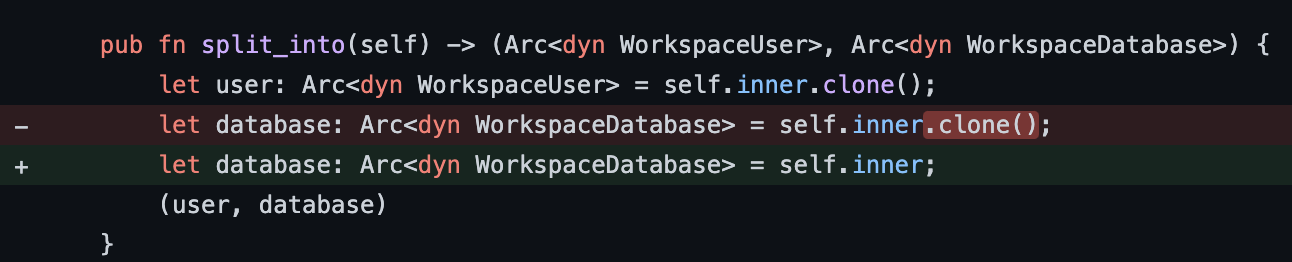 pub fn split_into(self) -> (Arc<dyn WorkspaceUser>, Arc<dyn WorkspaceDatabase>) {
    let user: Arc<dyn WorkspaceUser> = self.inner.clone();
-    let database: Arc<dyn WorkspaceDatabase> = self.inner.clone();
+    let database: Arc<dyn WorkspaceDatabase> = self.inner;
    (user, database)
}